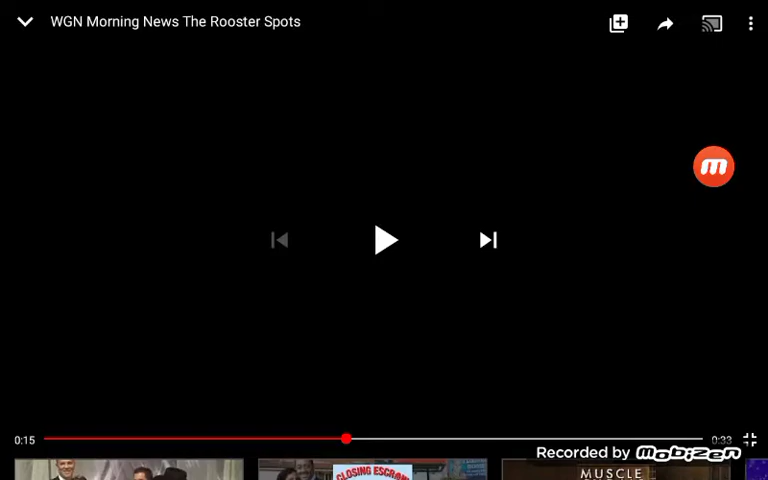 WGN Morning News The Rooster Spots
m
0:15
0:33
Recorded by mobizen
CLOSING ESCROW
MUSCLE